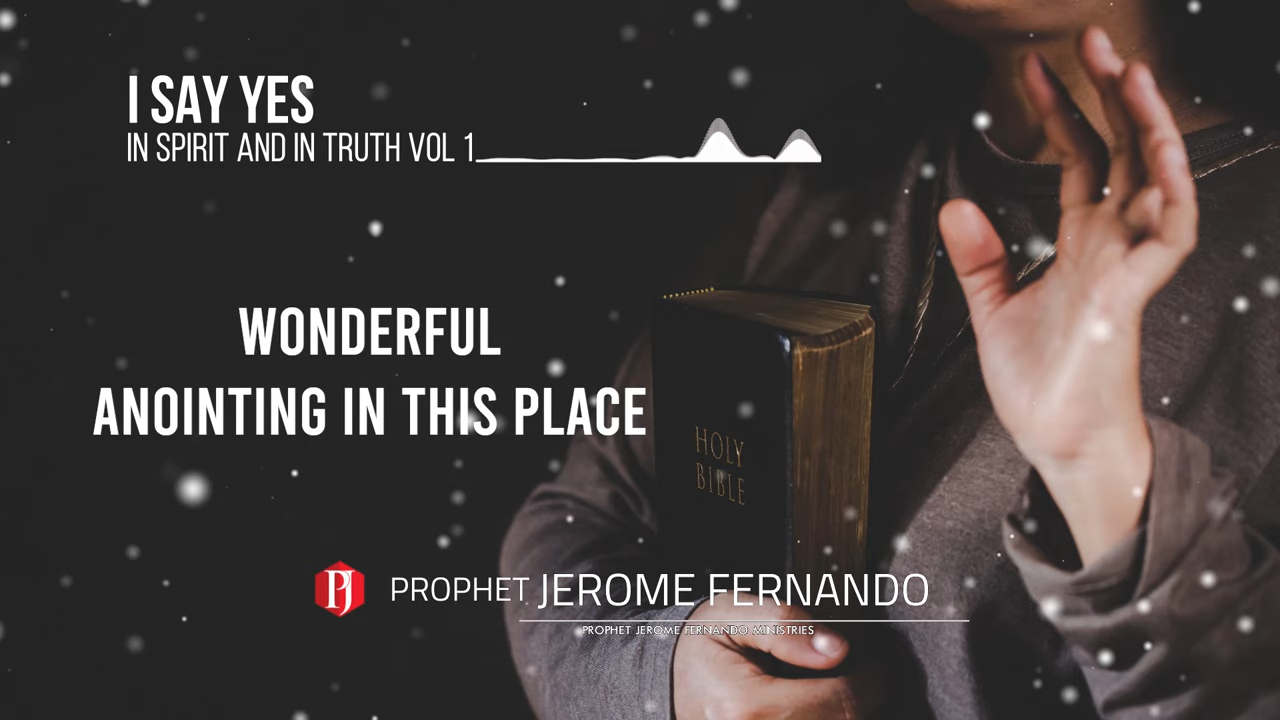 I SAY YES
IN SPIRIT AND IN TRUTH VOL 1
WONDERFUL
ANOINTING IN THIS PLACE
HOLY
BIBLE
PJ PROPHET JEROME FERNANDO
PROPHET JEROME FERNANDO MINISTRIES